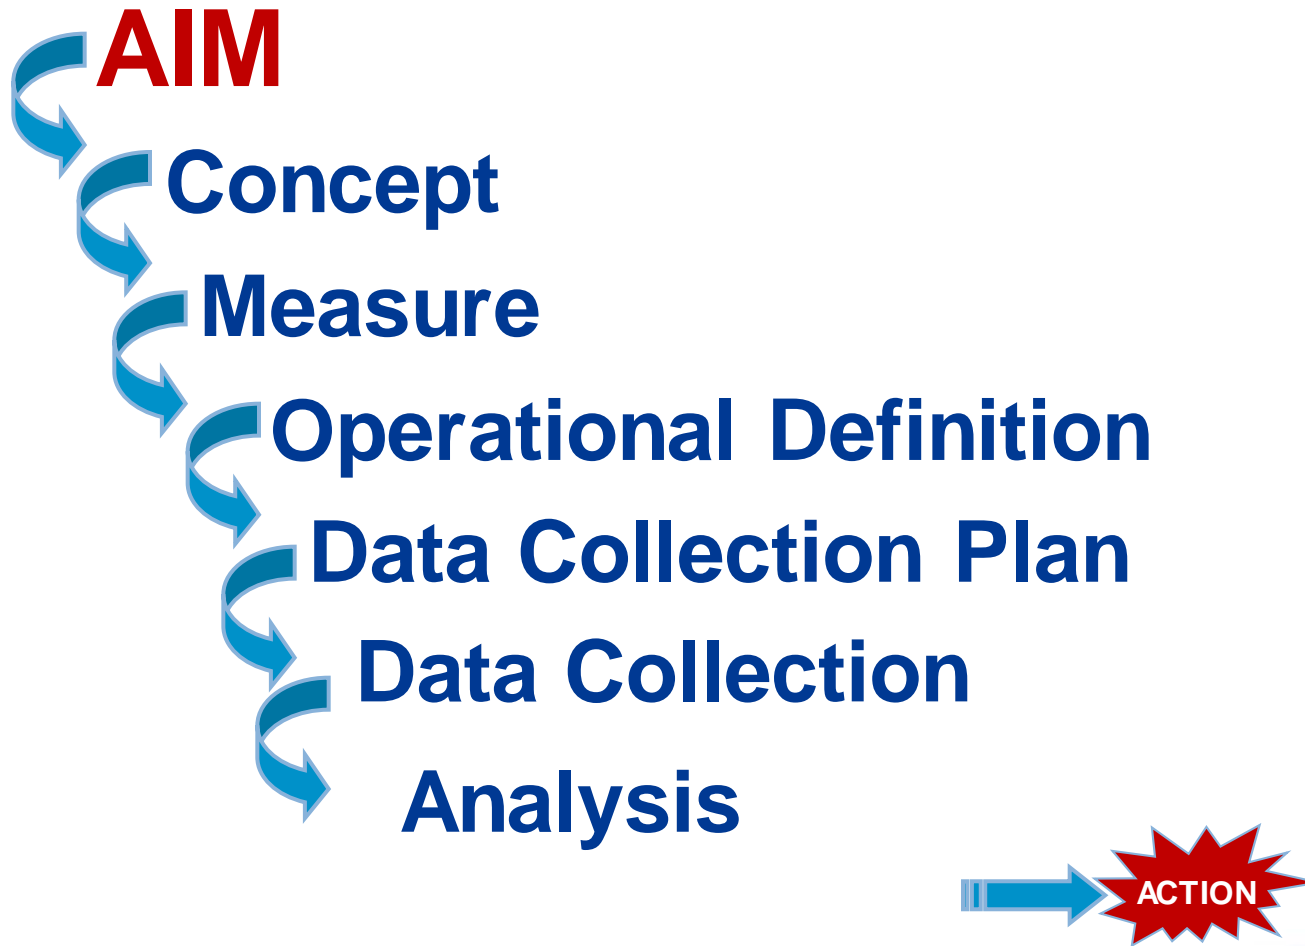 AIM
Concept
Measure
Operational Definition
Data Collection Plan
Data Collection
Analysis
ACTION